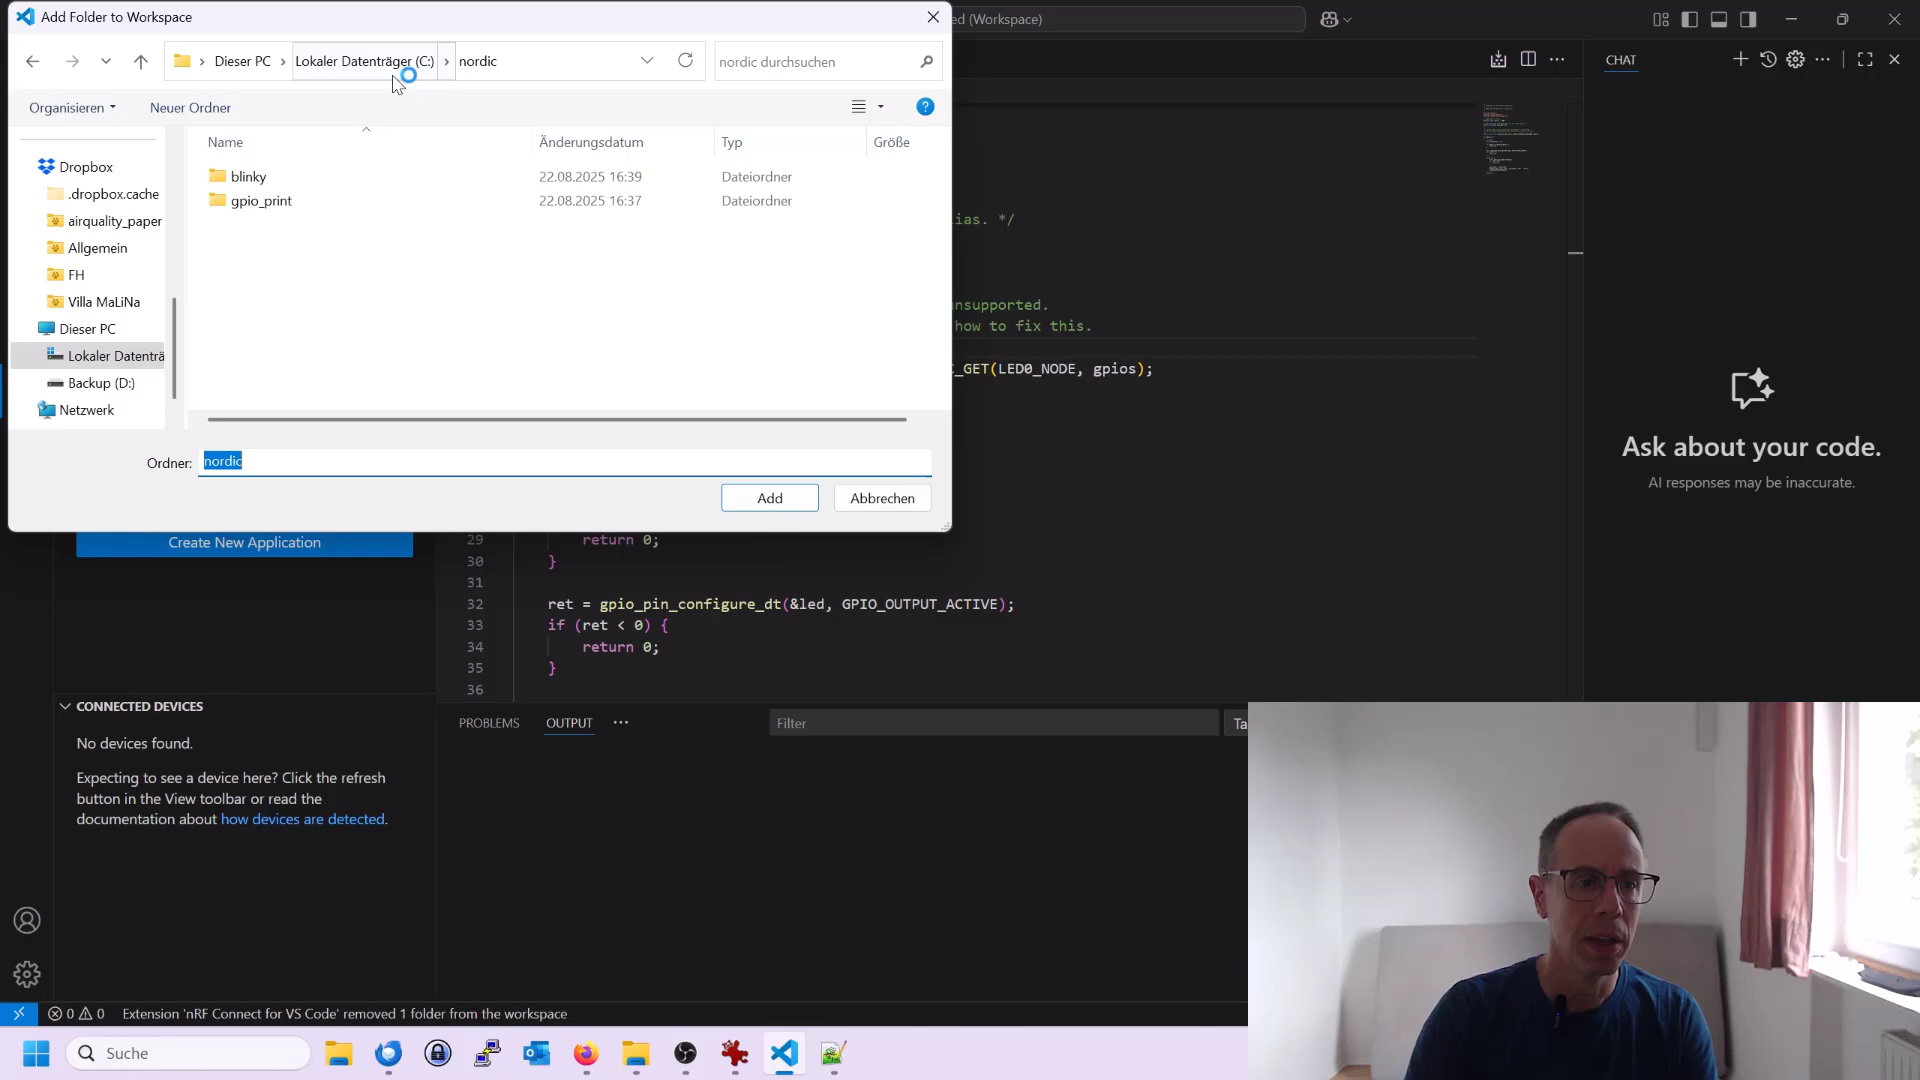 Add Folder to Workspace
ed (Workspace)
Dieser PC
Lokaler Datenträger (C:)
nordic
nordic durchsuchen
CHAT
Organisieren
Neuer Ordner
Name
Änderungsdatum
Typ
Größe
Dropbox
.dropbox.cache
airquality_paper
Allgemein
FH
Villa MaLiNa
Dieser PC
Lokaler Datenträ
Backup (D:)
Netzwerk
blinky
22.08.2025 16:39
Dateiordner
gpio_print
22.08.2025 16:37
Dateiordner
ias. */
nsupported.
how to fix this.
_GET(LED0_NODE, gpios);
Ordner:
nordic
Add
Abbrechen
Ask about your code.
AI responses may be inaccurate.
Create New Application
29 return 0;
30 }
31
32 ret = gpio_pin_configure_dt(&led, GPIO_OUTPUT_ACTIVE);
33 if (ret < 0) {
34 return 0;
35 }
36
CONNECTED DEVICES
No devices found.
Expecting to see a device here? Click the refresh
button in the View toolbar or read the
documentation about how devices are detected.
PROBLEMS
OUTPUT
Filter
Ta
0
0
Extension 'nRF Connect for VS Code' removed 1 folder from the workspace
Suche